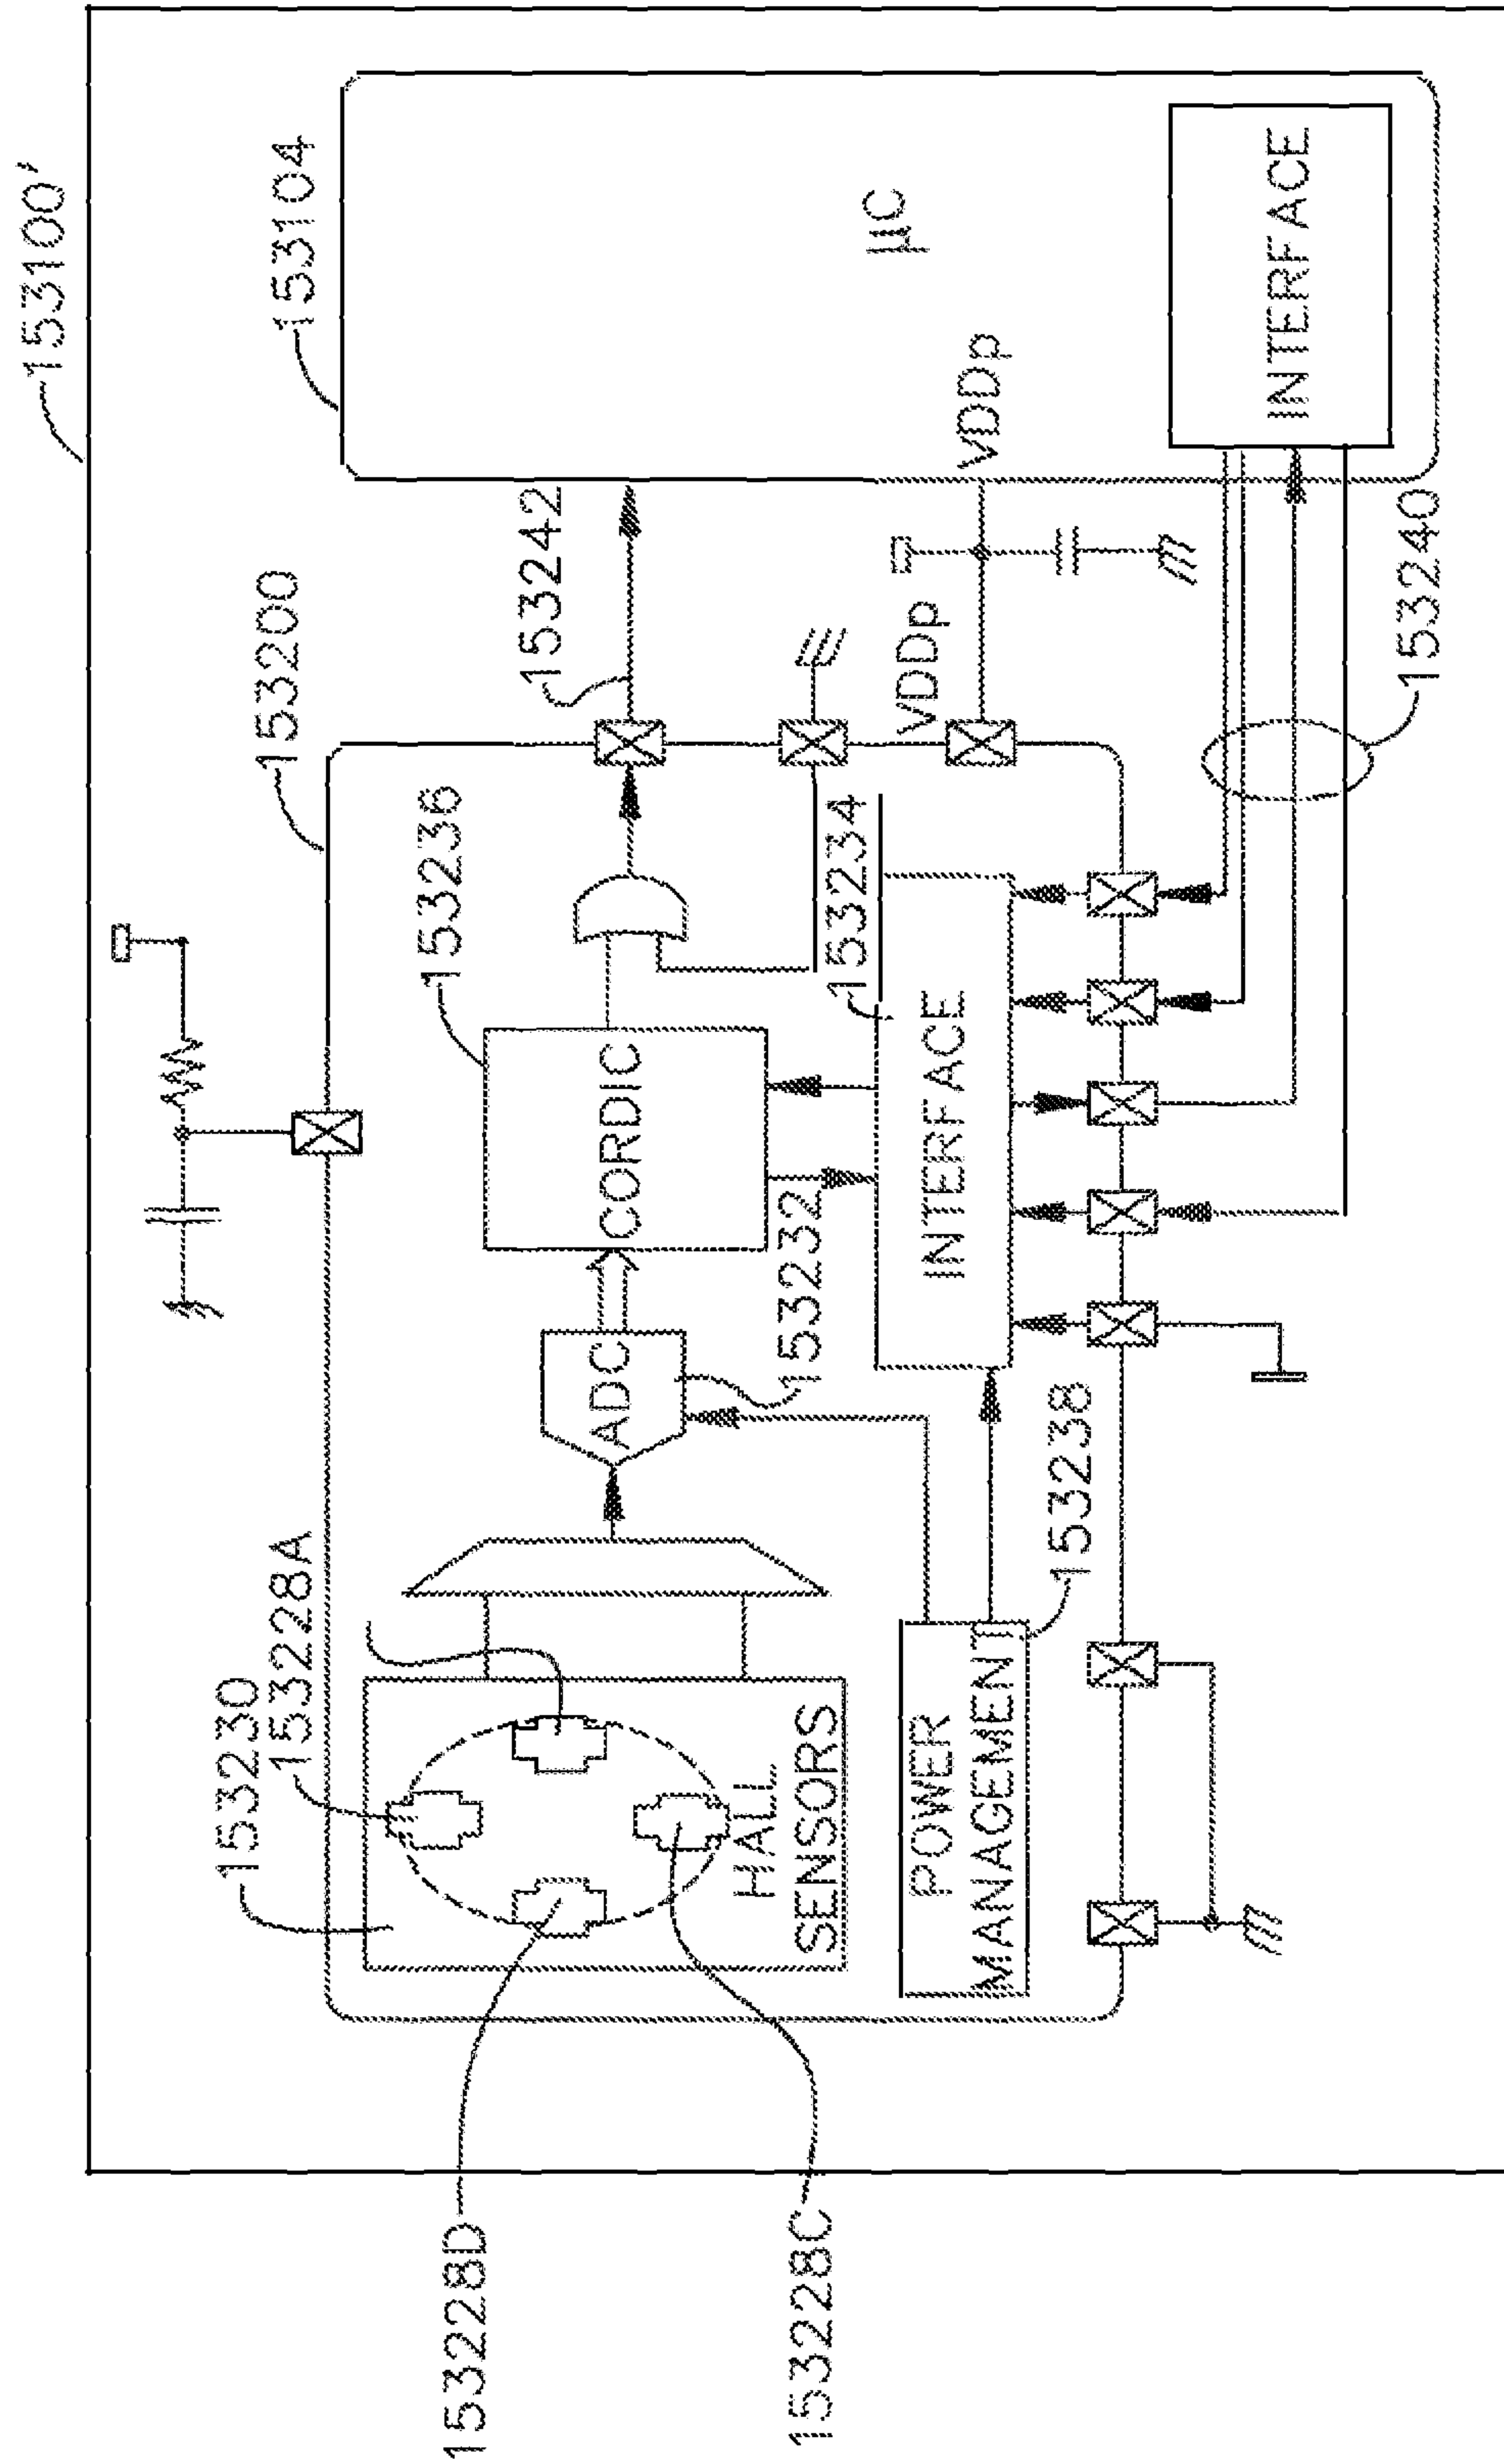 153100′
153104
µC
VDDp
INTERFACE
153200
153242
VDDp
153240
153236
153234
CORDIC
INTERFACE
153232
ADC
153238
153230
153228A
HALL
SENSORS
POWER
MANAGEMENT
153228D
153228C